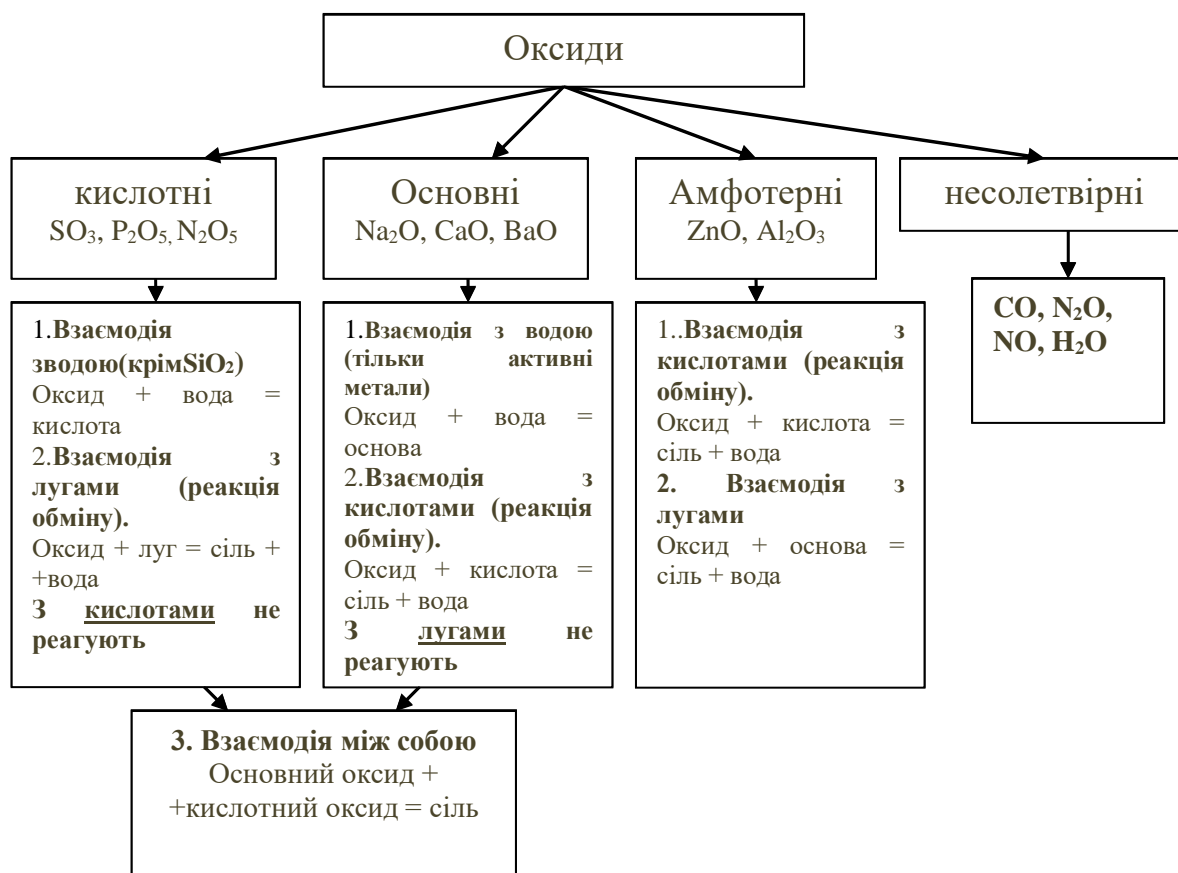 Оксиди
кислотні
SO₃, P₂O₅, N₂O₅
Основні
Na₂O, CaO, BaO
Амфотерні
ZnO, Al₂O₃
несолетвірні
1.Взаємодія
зводою(крімSiO₂)
Оксид + вода =
кислота
2.Взаємодія з
лугами (реакція
обміну).
Оксид + луг = сіль +
+вода
З кислотами не
реагують
1.Взаємодія з водою
(тільки активні
метали)
Оксид + вода =
основа
2.Взаємодія з
кислотами (реакція
обміну).
Оксид + кислота =
сіль + вода
З лугами не
реагують
1..Взаємодія з
кислотами (реакція
обміну).
Оксид + кислота =
сіль + вода
2. Взаємодія з
лугами
Оксид + основа =
сіль + вода
CO, N₂O,
NO, H₂O
3. Взаємодія між собою
Основний оксид +
+кислотний оксид = сіль